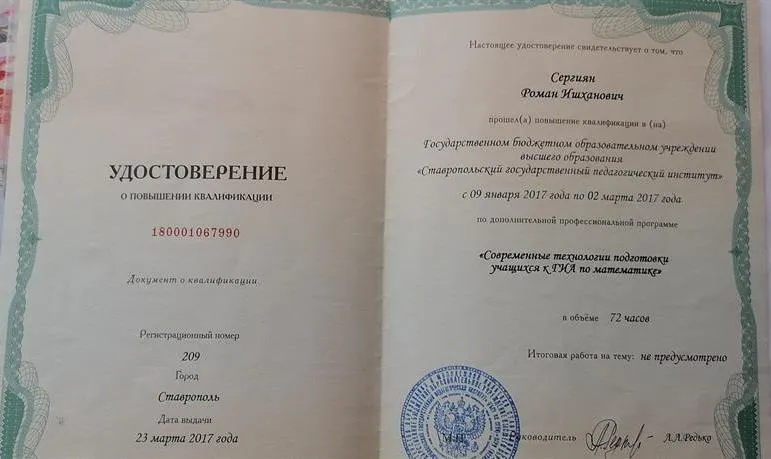 УДОСТОВЕРЕНИЕ
О ПОВЫШЕНИИ КВАЛИФИКАЦИИ
180001067990
Документ о квалификации
Регистрационный номер
209
Город
Ставрополь
Дата выдачи
23 марта 2017 года
Настоящее удостоверение свидетельствует о том, что
Сергиян
Роман Ишханович
прошел(а) повышение квалификации в (на)
Государственном бюджетном образовательном учреждении
высшего образования
«Ставропольский государственный педагогический институт»
с 09 января 2017 года по 02 марта 2017 года
по дополнительной профессиональной программе
«Современные технологии подготовки
учащихся к ГИА по математике»
в объёме 72 часов
Итоговая работа на тему: не предусмотрено
М.П.
Руководитель Л.Л.Редько